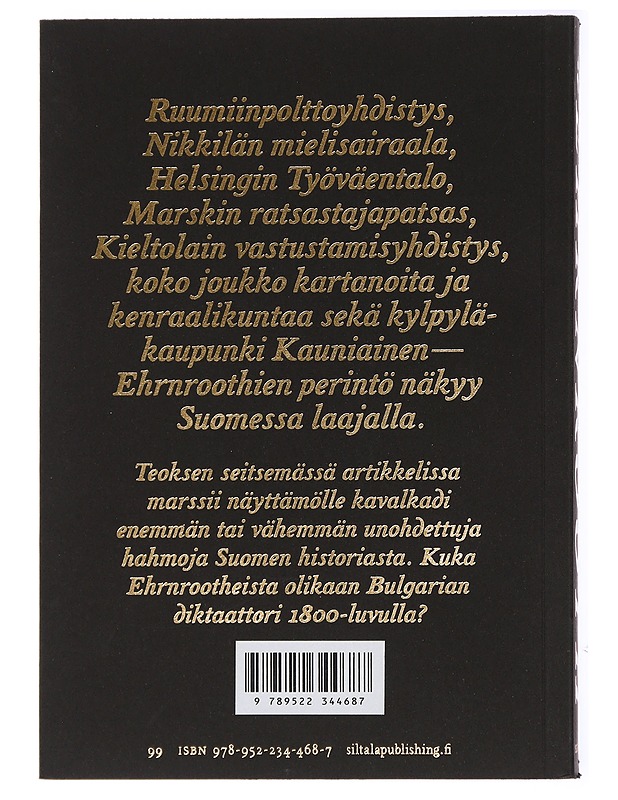 Ruumiinpolttoyhdistys,
Nikkilän mielisairaala,
Helsingin Työväentalo,
Marskin ratsastajapatsas,
Kieltolain vastustamisyhdistys,
koko joukko kartanoita ja
kenraalikuntaa sekä kylpylä-
kaupunki Kauniainen—
Ehrnroothien perintö näkyy
Suomessa laajalla.
Teoksen seitsemässä artikkelissa
marssii näyttämölle kavalkadi
enemmän tai vähemmän unohdettuja
hahmoja Suomen historiasta. Kuka
Ehrnrootheista olikaan Bulgarian
diktaattori 1800-luvulla?
9 789522 344687
99 ISBN 978-952-234-468-7 siltalapublishing.fi